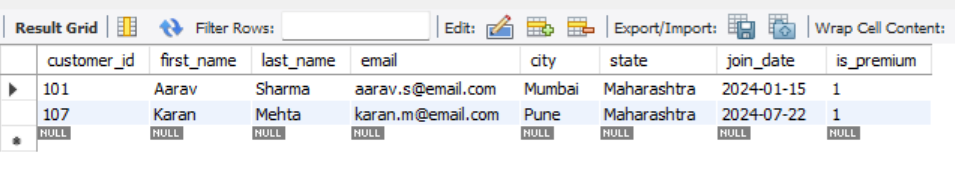 Result Grid Filter Rows: Edit: Export/Import: Wrap Cell Content:
customer_id first_name last_name email city state join_date is_premium
101 Aarav Sharma aarav.s@email.com Mumbai Maharashtra 2024-01-15 1
107 Karan Mehta karan.m@email.com Pune Maharashtra 2024-07-22 1
NULL NULL NULL NULL NULL NULL NULL NULL